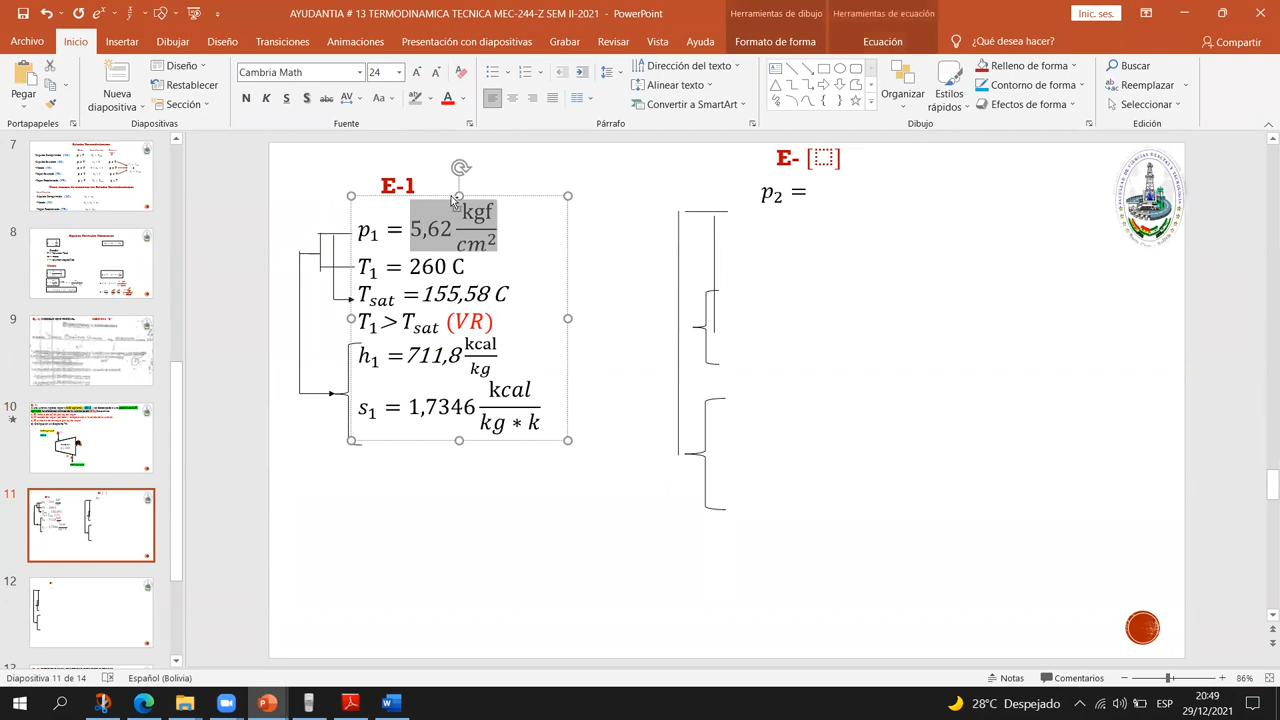 AYUDANTIA # 13 TERMODINAMICA MEC-244-Z SEM II-2021 - PowerPoint
Herramientas de dibujo
Herramientas de ecuación
Inic. ses.
Archivo Inicio Insertar Dibujar Diseño Transiciones Animaciones Presentación con diapositivas Grabar Revisar Vista Ayuda Formato de forma Ecuación ¿Qué desea hacer? Compartir
Pegar
Nueva diapositiva
Diseño
Restablecer
Sección
Cambria Math 24
N K S S abc AV Aa A
Dirección del texto
Alinear texto
Convertir a SmartArt
Organizar
Estilos rápidos
Relleno de forma
Contorno de forma
Efectos de forma
Buscar
Reemplazar
Seleccionar
Portapapeles Diapositivas Fuente Párrafo Dibujo Edición
8
9
10
11
12
E-1
p₁ = 5,62 kgf/cm²
T₁ = 260 C
T_sat = 155,58 C
T₁ > T_sat (VR)
h₁ = 711,8 kcal/kg
s₁ = 1,7346 kcal/kg ∗ k
E-
p₂ =
Diapositiva 11 de 14 Español (Bolivia) Notas Comentarios 86%
28° Despejado ESP 20:49
29/12/2021